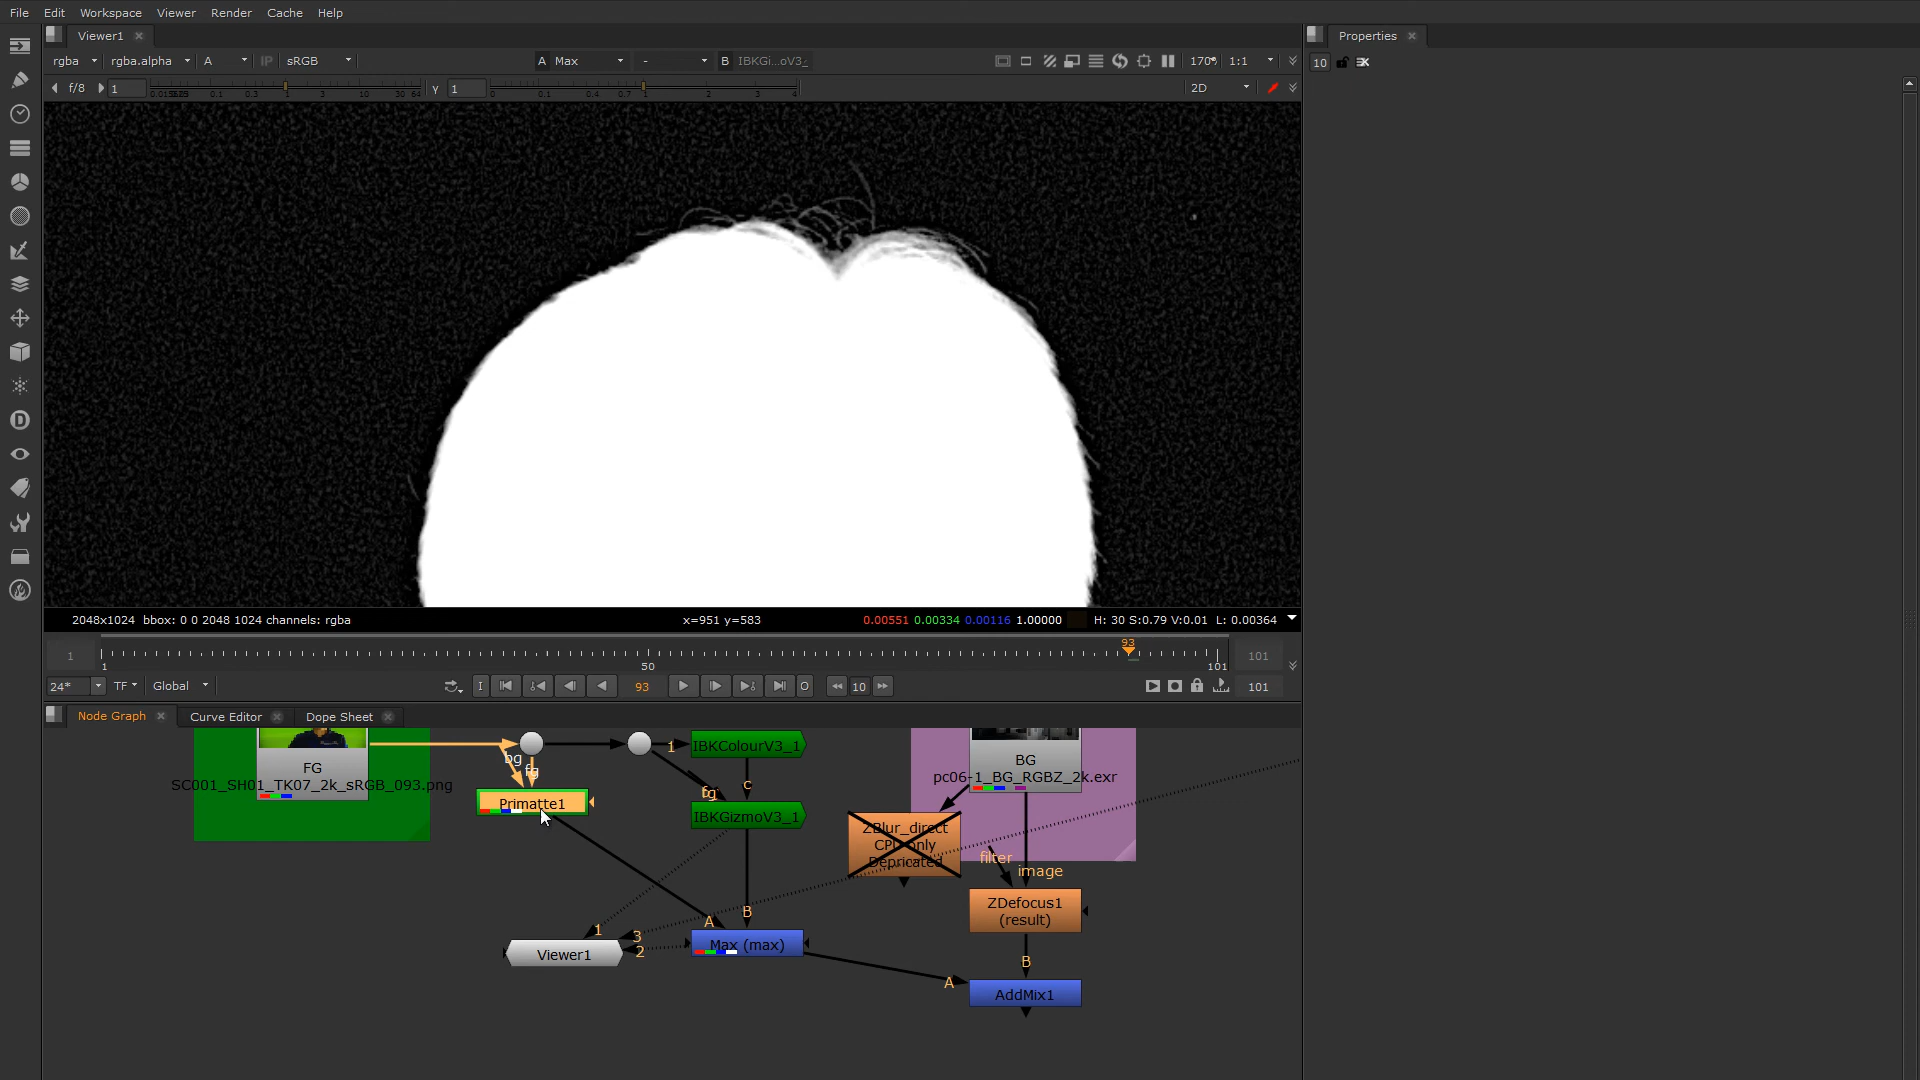 File Edit Workspace Viewer Render Cache Help
Viewer1
Properties
rgba rgba.alpha A IP sRGB A Max - B IBKGi...oV3_ 1:1
10
f/8 1 γ 1 2D
2048x1024 bbox: 0 0 2048 1024 channels: rgba x=951 y=583 0.00551 0.00334 0.00116 1.00000 H: 30 S:0.79 V:0.01 L: 0.00364
93
1 101
1 50 101
24* TF Global I 93 O 10 101
Node Graph Curve Editor Dope Sheet
FG
SC001_SH01_TK07_2k_sRGB_093.png
bg
fg
Primatte1
1
IBKColourV3_1
c
fg
IBKGizmoV3_1
BG
pc06-1_BG_RGBZ_2k.exr
ZBlur_direct
CPU only
Depricated
filter
image
ZDefocus1
(result)
1
3
2
Viewer1
A
B
Max (max)
B
A
AddMix1